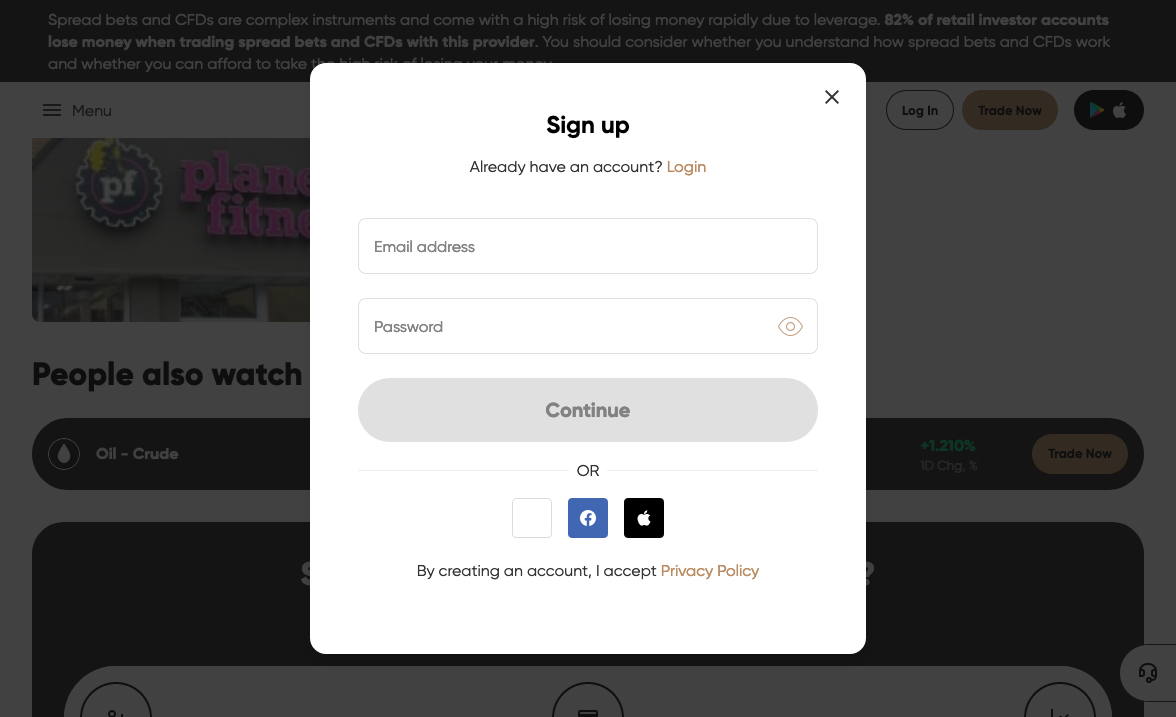 Spread bets and CFDs are complex instruments and come with a high risk of losing money rapidly due to leverage. 82% of retail investor accounts
lose money when trading spread bets and CFDs with this provider. You should consider whether you understand how spread bets and CFDs work
and whether you can afford to take the high risk of losing your money.
Menu
Log In
Trade Now
pf
Sign up
Already have an account? Login
Email address
Password
Continue
OR
By creating an account, I accept Privacy Policy
People also watch
Oil - Crude
+1.210%
1D Chg, %
Trade Now
?